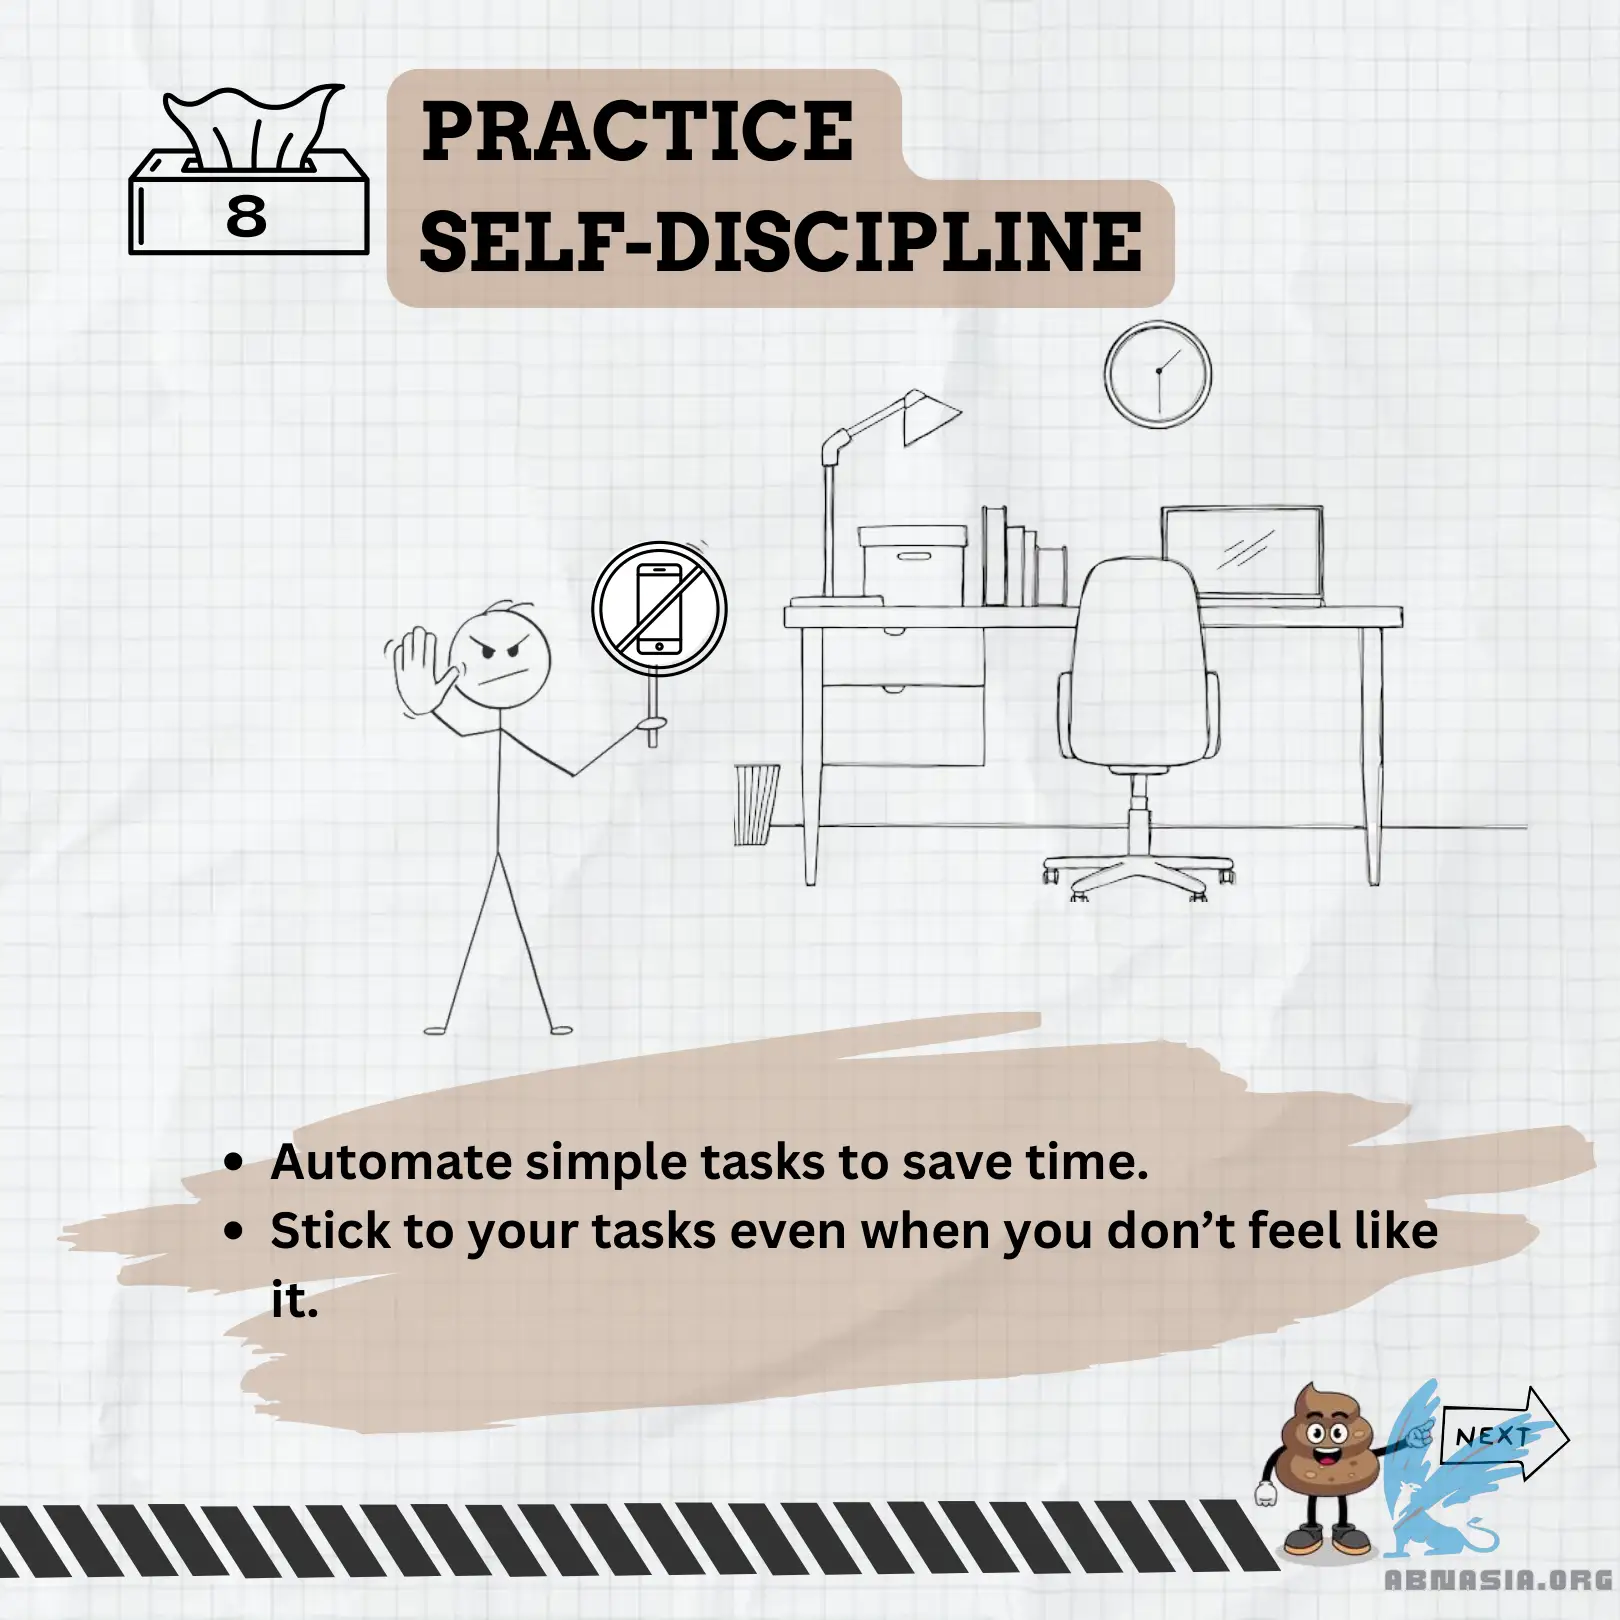 8
PRACTICE
SELF-DISCIPLINE
• Automate simple tasks to save time.
• Stick to your tasks even when you don’t feel like
it.
NEXT
ABNASIA.ORG